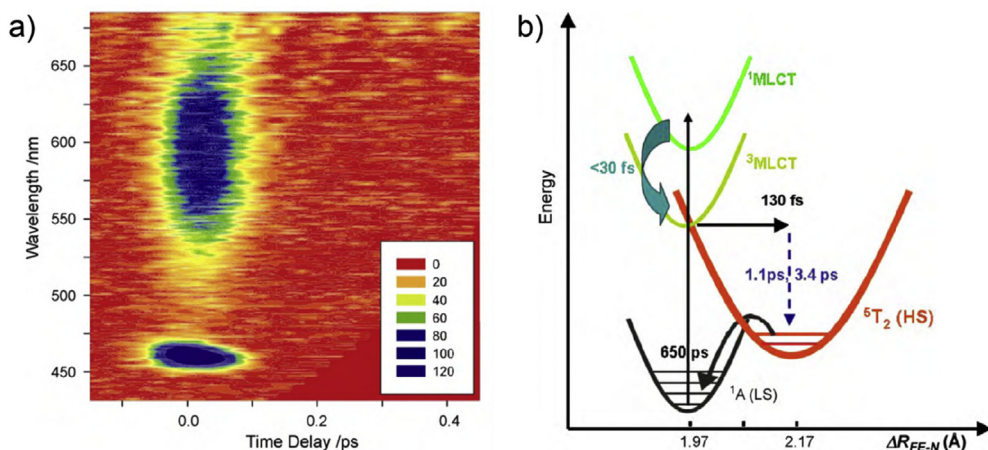 a)
Wavelength /nm
650
600
550
500
450
0
20
40
60
80
100
120
0.0
0.2
0.4
Time Delay /ps
b)
Energy
¹MLCT
³MLCT
<30 fs
130 fs
1.1ps, 3.4 ps
⁵T₂ (HS)
650 ps
¹A (LS)
1.97
2.17
ΔR_FE-N (Å)